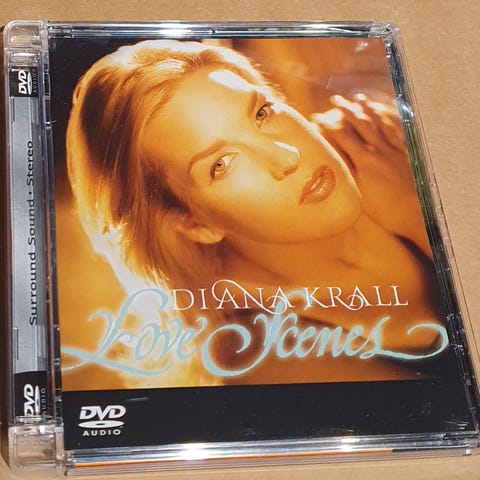 DVD
AUDIO
Surround Sound · Stereo
DVD
AUDIO
DIANA KRALL
Love Scenes
DVD
AUDIO